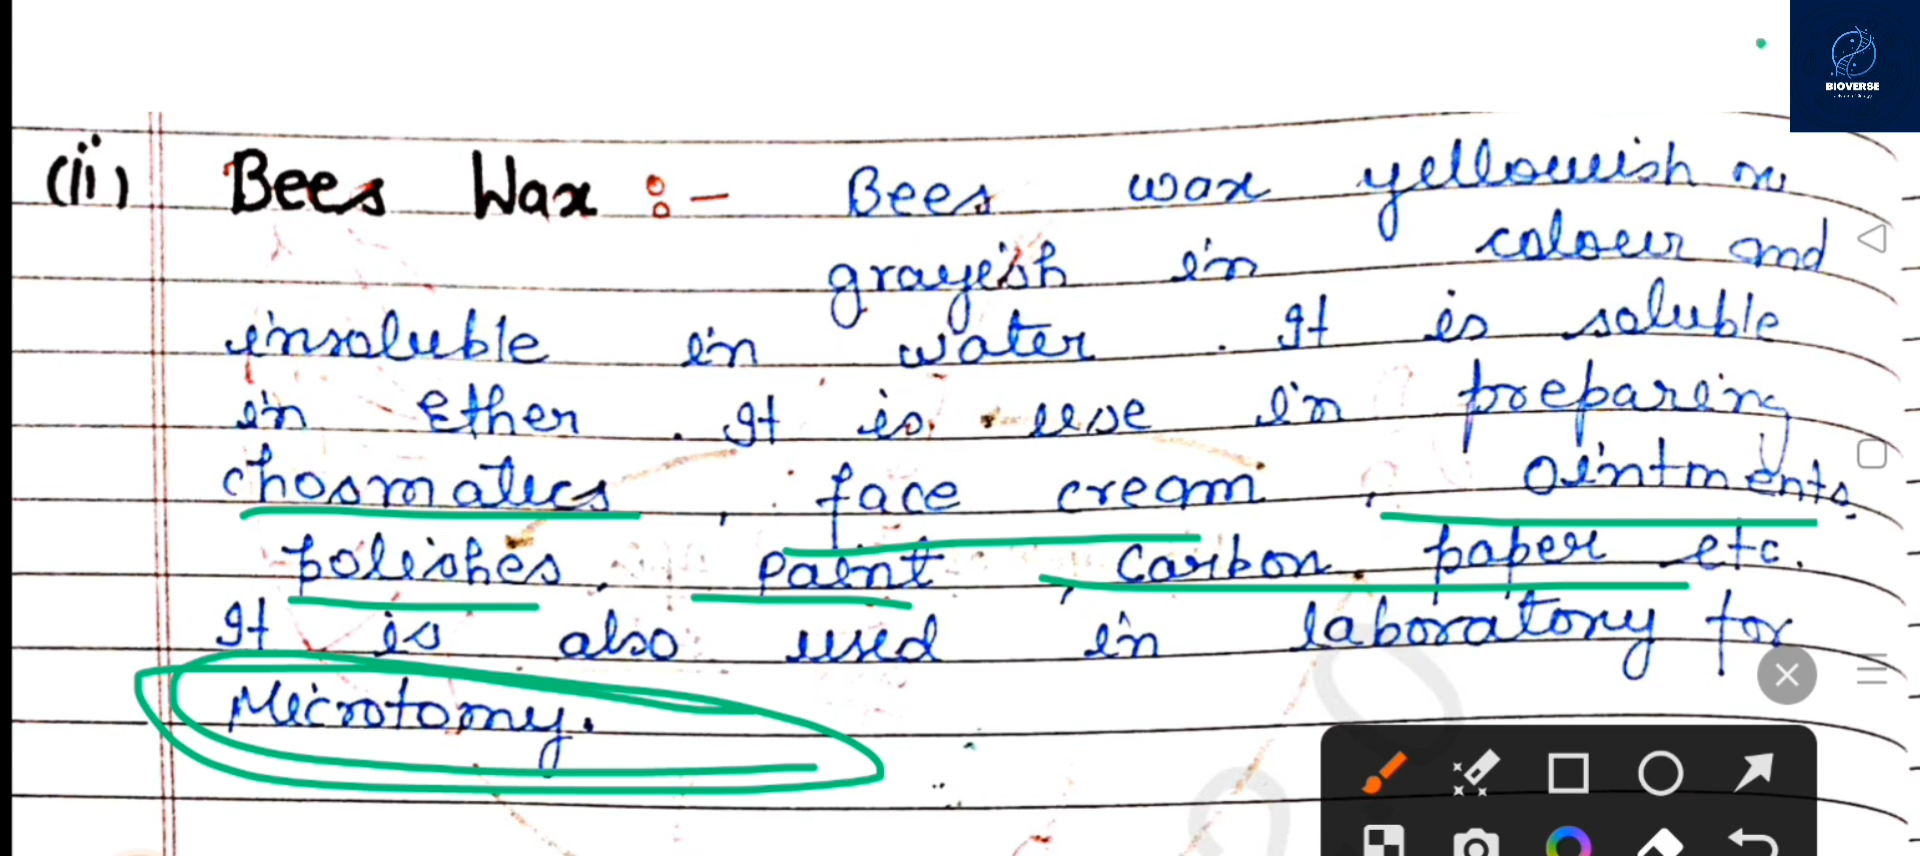 BIOVERSE
(ii) Bees Wax :- Bees wax yellowish or
grayeish in colour and
insoluble in water . It is soluble
in Ether . It is use in preparing
chosmatics , face cream , Ointments,
polishes , Paint , Carbon paper etc.
It is also used in laboratory for
Microtomy.